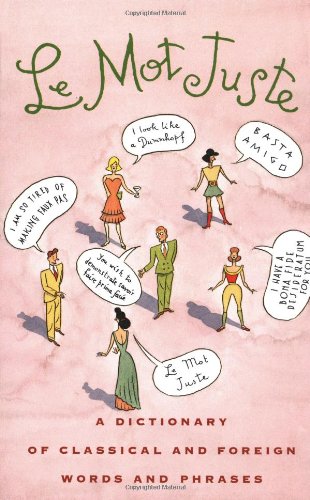 Le Mot Juste
I look like
a Dummkopf
BASTA
AMIGO
I AM SO TIRED OF
MAKING FAUX PAS
You wish to
demonstrate savoir
faire prima facie
I HAVE A
BONA FIDE
DESIDERATUM
FOR YOU
Le Mot
Juste
A DICTIONARY
OF CLASSICAL AND FOREIGN
WORDS AND PHRASES